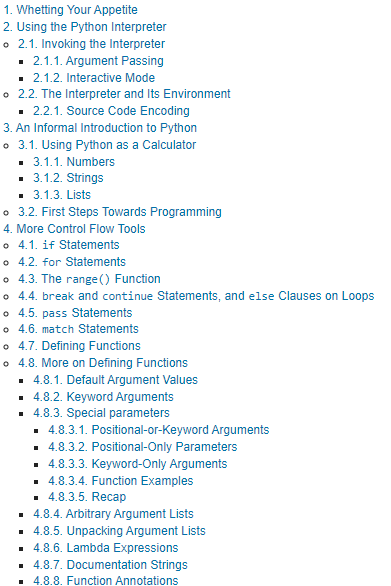 1. Whetting Your Appetite
2. Using the Python Interpreter
2.1. Invoking the Interpreter
2.1.1. Argument Passing
2.1.2. Interactive Mode
2.2. The Interpreter and Its Environment
2.2.1. Source Code Encoding
3. An Informal Introduction to Python
3.1. Using Python as a Calculator
3.1.1. Numbers
3.1.2. Strings
3.1.3. Lists
3.2. First Steps Towards Programming
4. More Control Flow Tools
4.1. if Statements
4.2. for Statements
4.3. The range() Function
4.4. break and continue Statements, and else Clauses on Loops
4.5. pass Statements
4.6. match Statements
4.7. Defining Functions
4.8. More on Defining Functions
4.8.1. Default Argument Values
4.8.2. Keyword Arguments
4.8.3. Special parameters
4.8.3.1. Positional-or-Keyword Arguments
4.8.3.2. Positional-Only Parameters
4.8.3.3. Keyword-Only Arguments
4.8.3.4. Function Examples
4.8.3.5. Recap
4.8.4. Arbitrary Argument Lists
4.8.5. Unpacking Argument Lists
4.8.6. Lambda Expressions
4.8.7. Documentation Strings
4.8.8. Function Annotations